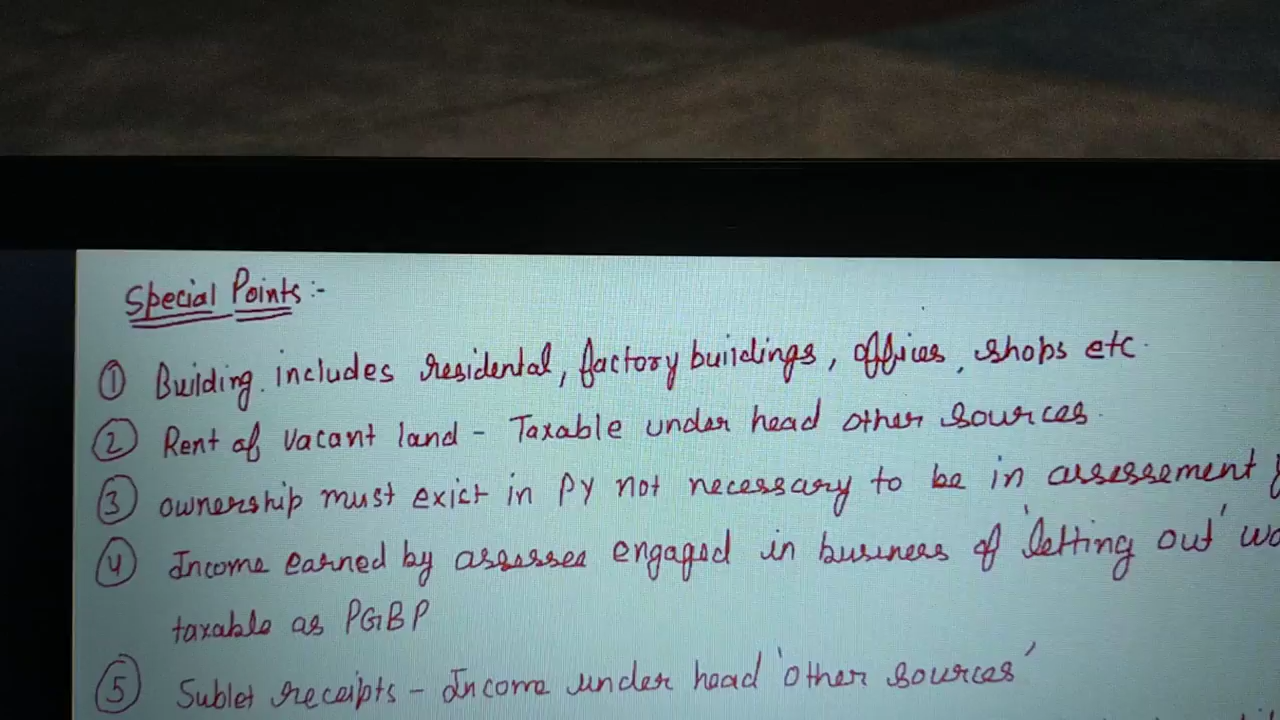 Special Points:-
① Building includes residental, factory buildings, offices, shops etc.
② Rent of vacant land - Taxable under head other sources.
③ ownership must exict in PY not necessary to be in assessement
④ Income earned by assessee engaged in business of 'letting out'
taxable as PGBP
⑤ Sublet receipts - Income under head 'other sources'